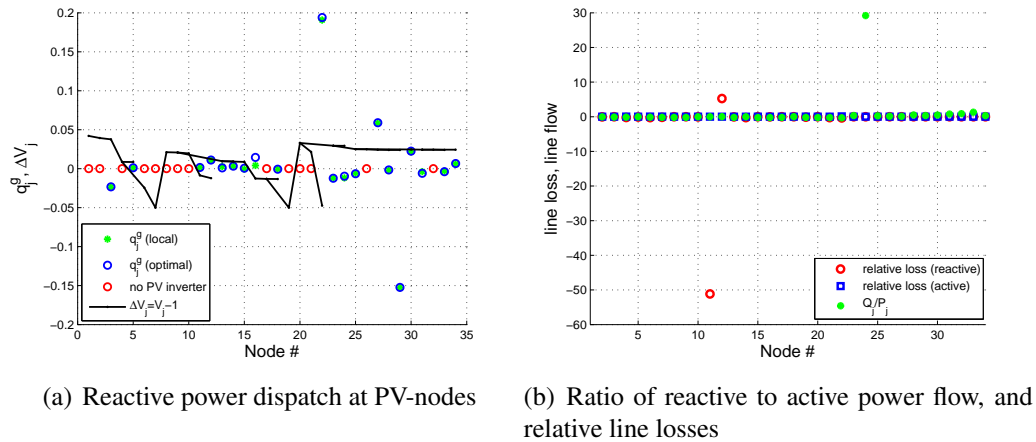 0.2
0.15
0.1
0.05
0
-0.05
-0.1
-0.15
-0.2
q_j^g , ΔV_j
q_j^g (local)
q_j^g (optimal)
no PV inverter
ΔV_j=V_j−1
0 5 10 15 20 25 30 35
Node #
30
20
10
0
−10
−20
−30
−40
−50
−60
line loss, line flow
relative loss (reactive)
relative loss (active)
Q_j/P_j
5 10 15 20 25 30
Node #
(a) Reactive power dispatch at PV-nodes
(b) Ratio of reactive to active power flow, and
relative line losses